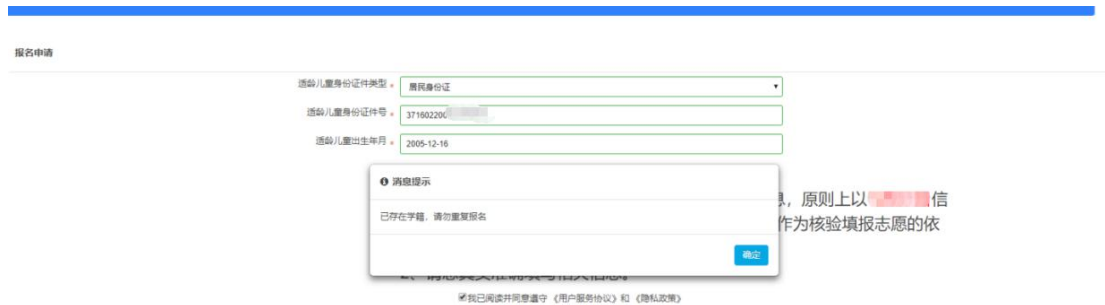 报名申请
适龄儿童身份证件类型 * 居民身份证
适龄儿童身份证件号 * 371602200
适龄儿童出生年月 * 2005-12-16
消息提示
已存在学籍，请勿重复报名
确定
，原则上以
信
作为核验填报志愿的依
我已阅读并同意遵守《用户服务协议》和《隐私政策》